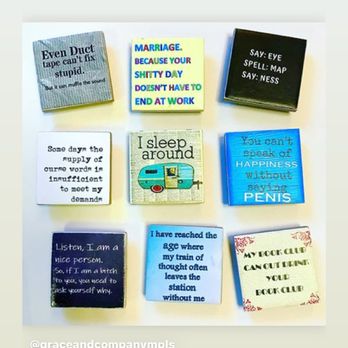 Even Duct
tape can't fix
stupid.
But it can muffle the sound
MARRIAGE.
BECAUSE YOUR
SHITTY DAY
DOESN'T HAVE TO
END AT WORK
SAY: EYE
SPELL: MAP
SAY: NESS
Some days the
supply of
curse words is
insufficient
to meet my
demands
I sleep
around
You can't
speak of
HAPPINESS
without
saying
PENIS
Listen, I am a
nice person.
So, if I am a bitch
to you, you need to
ask yourself why.
I have reached the
age where
my train of
thought often
leaves the
station
without me
MY BOOK CLUB
CAN OUT DRINK
YOUR
BOOK CLUB
@graceandcompanympls